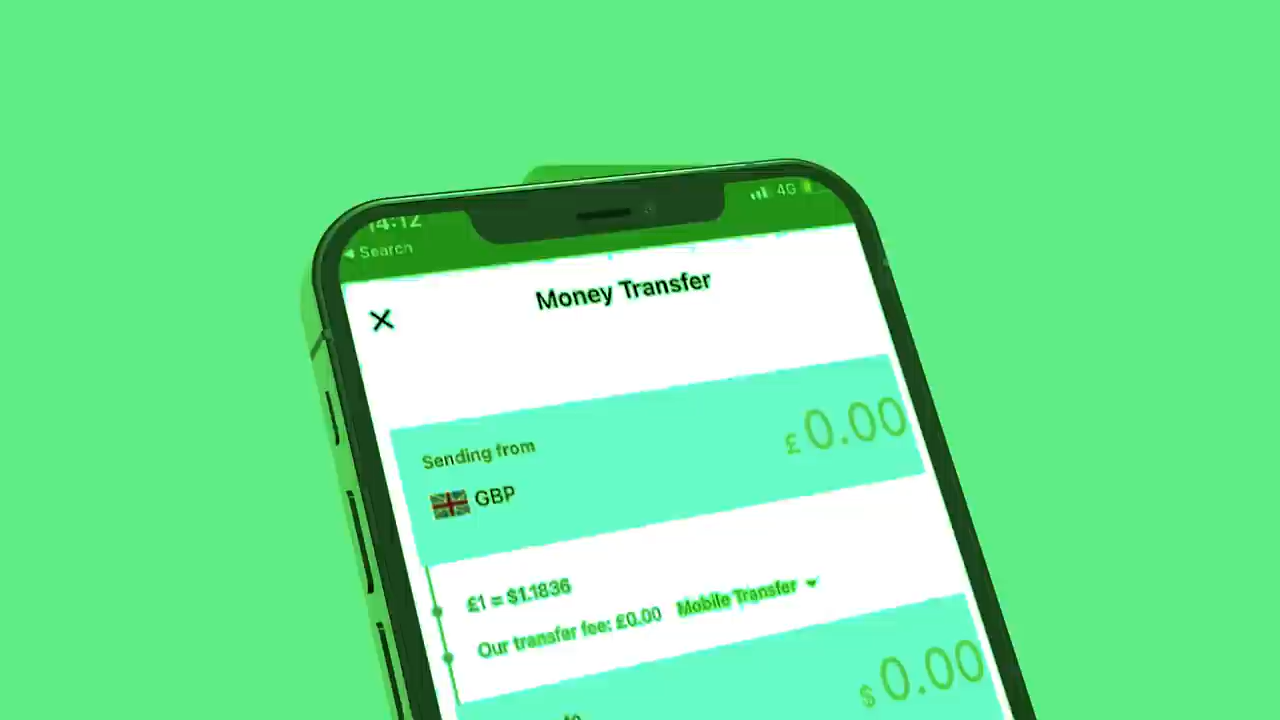 14:12
4G
◀ Search
Money Transfer
Sending from
£0.00
GBP
£1 = $1.1836
Our transfer fee: £0.00 Mobile Transfer
$0.00